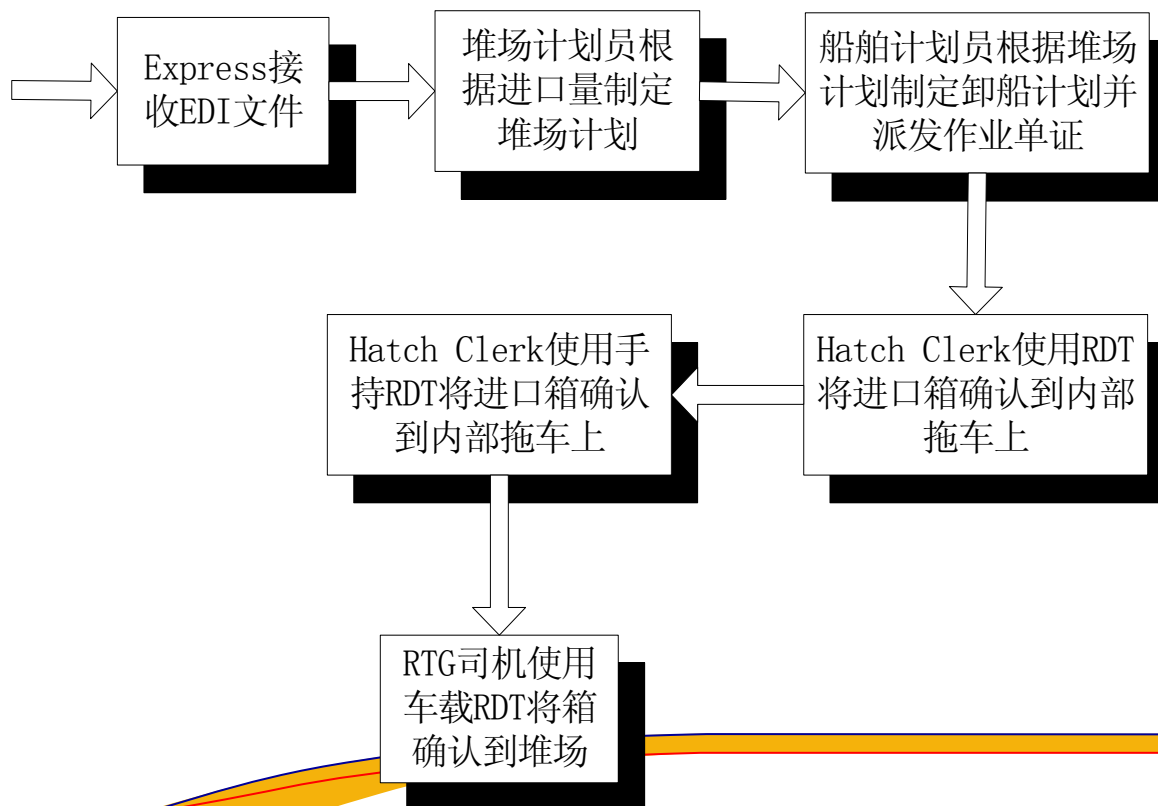 Express接
收EDI文件
堆场计划员根
据进口量制定
堆场计划
船舶计划员根据堆场
计划制定卸船计划并
派发作业单证
Hatch Clerk使用RDT
将进口箱确认到内部
拖车上
Hatch Clerk使用手
持RDT将进口箱确认
到内部拖车上
RTG司机使用
车载RDT将箱
确认到堆场